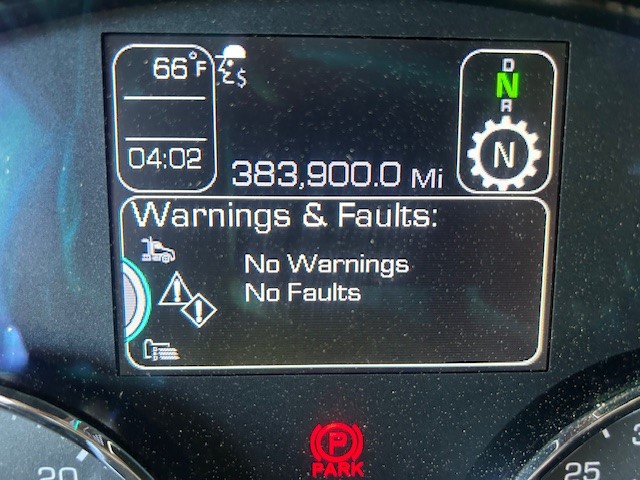 66°F
D
N
R
04:02
383,900.0 Mi
N
Warnings & Faults:
No Warnings
No Faults
P
PARK
20
25